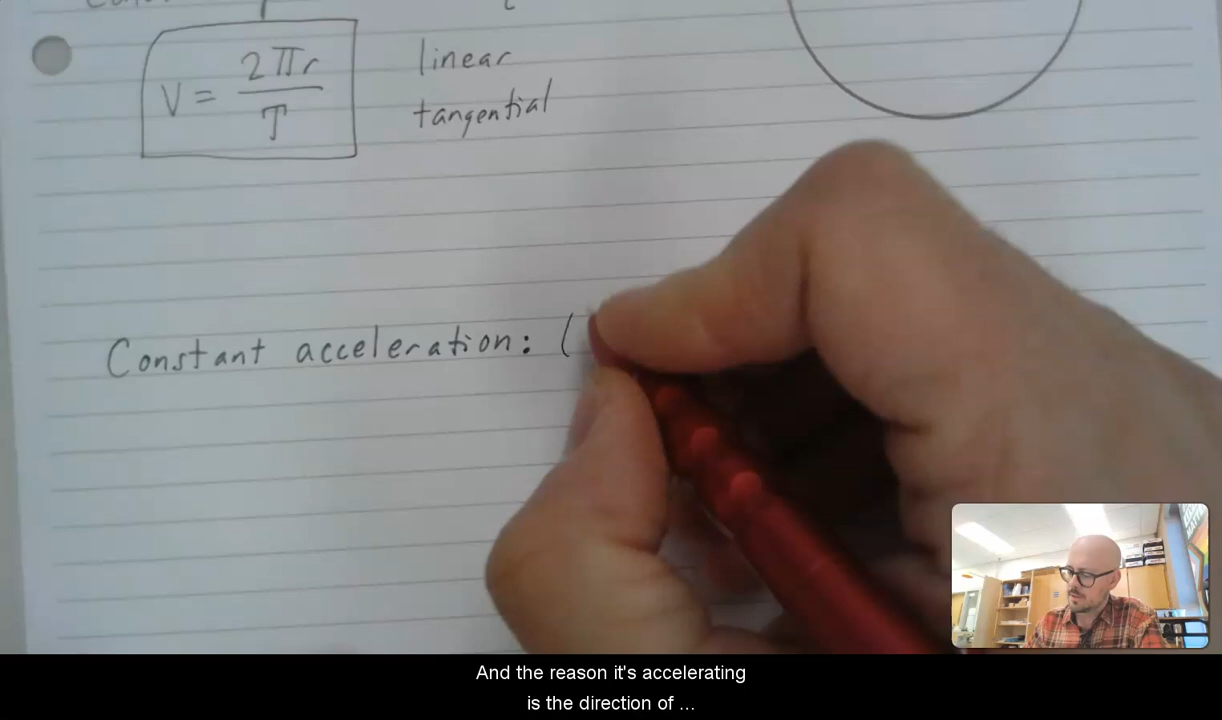 V = 2πr / T
linear
tangential
Constant acceleration: (
And the reason it's accelerating
is the direction of ...